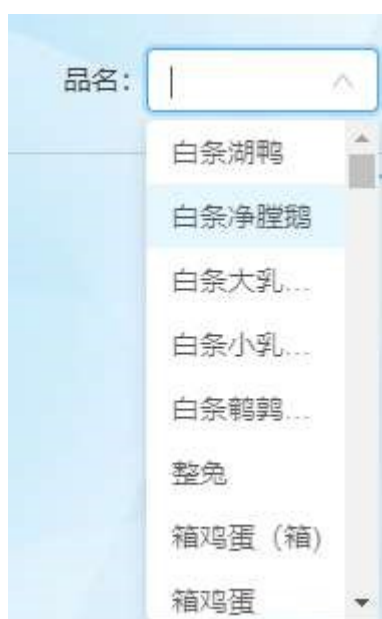 品名:
白条湖鸭
白条净膛鹅
白条大乳...
白条小乳...
白条鹌鹑...
整兔
箱鸡蛋（箱）
箱鸡蛋